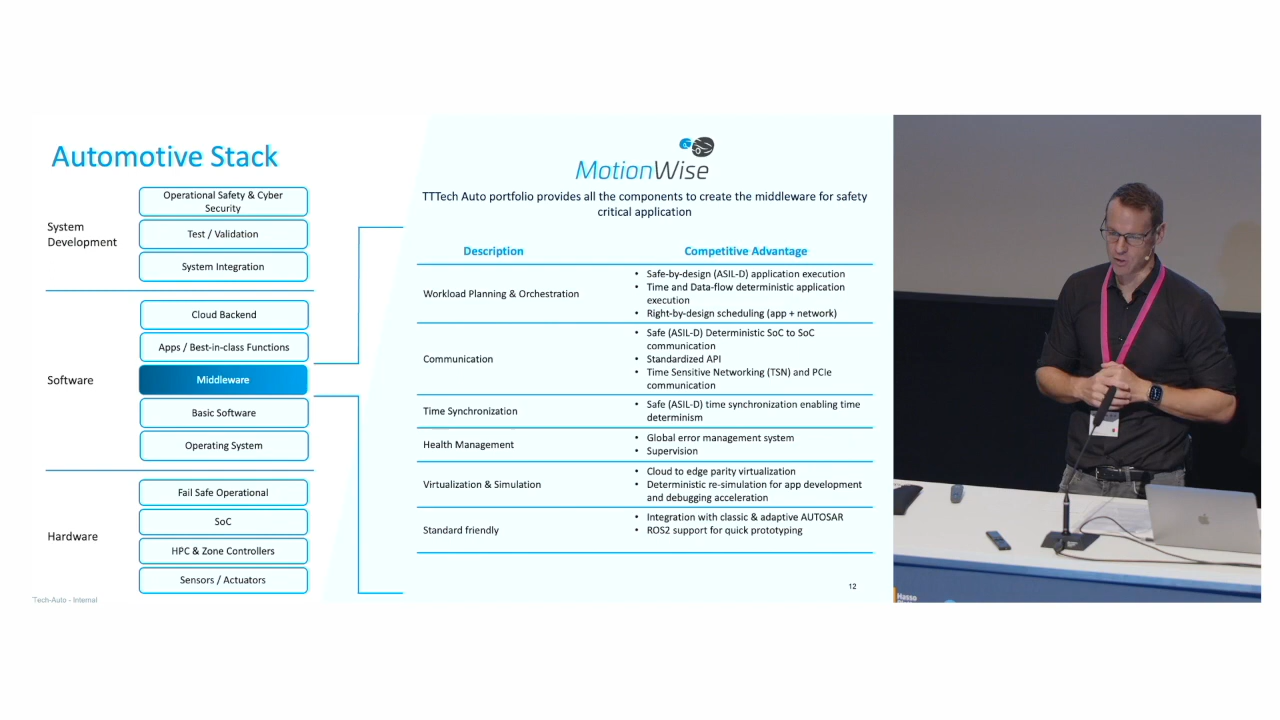 Automotive Stack
System
Development
Operational Safety & Cyber
Security
Test / Validation
System Integration
Software
Cloud Backend
Apps / Best-in-class Functions
Middleware
Basic Software
Operating System
Hardware
Fail Safe Operational
SoC
HPC & Zone Controllers
Sensors / Actuators
Tech-Auto - Internal
MotionWise
TTTech Auto portfolio provides all the components to create the middleware for safety
critical application
Description
Competitive Advantage
Workload Planning & Orchestration
• Safe-by-design (ASIL-D) application execution
• Time and Data-flow deterministic application
execution
• Right-by-design scheduling (app + network)
Communication
• Safe (ASIL-D) Deterministic SoC to SoC
communication
• Standardized API
• Time Sensitive Networking (TSN) and PCIe
communication
Time Synchronization
• Safe (ASIL-D) time synchronization enabling time
determinism
Health Management
• Global error management system
• Supervision
Virtualization & Simulation
• Cloud to edge parity virtualization
• Deterministic re-simulation for app development
and debugging acceleration
Standard friendly
• Integration with classic & adaptive AUTOSAR
• ROS2 support for quick prototyping
12
Hasso